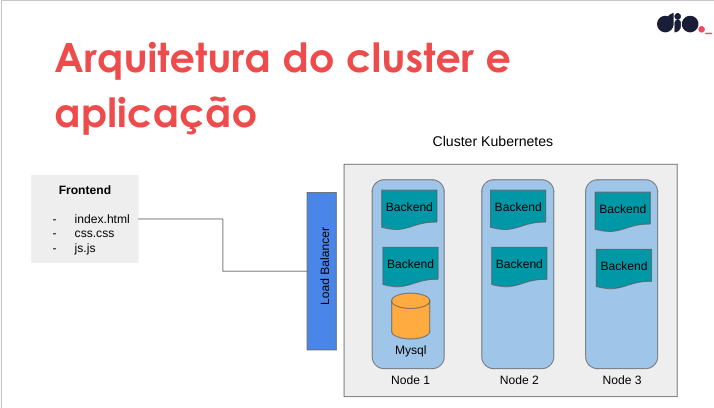 dio._
Arquitetura do cluster e
aplicação
Cluster Kubernetes
Frontend
- index.html
- css.css
- js.js
Load Balancer
Backend
Backend
Mysql
Node 1
Backend
Backend
Node 2
Backend
Backend
Node 3